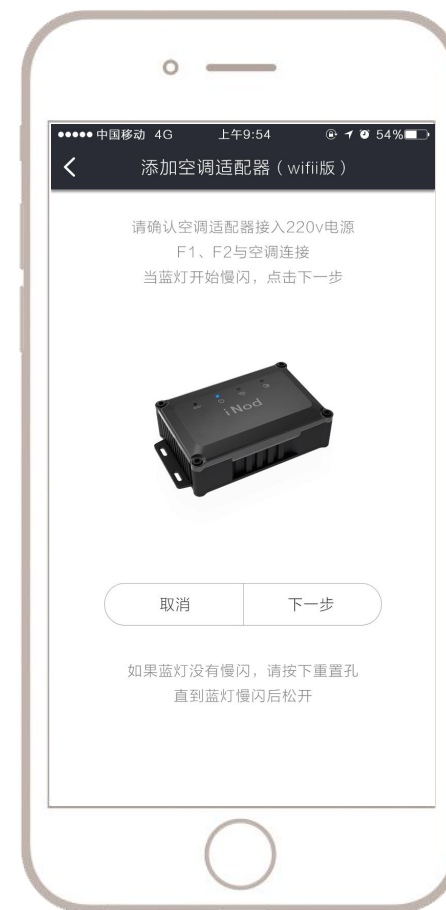 ●●●●● 中国移动 4G 上午9:54 54%
添加空调适配器（wifii版）
请确认空调适配器接入220v电源
F1、F2与空调连接
当蓝灯开始慢闪，点击下一步
iNod
取消 下一步
如果蓝灯没有慢闪，请按下重置孔
直到蓝灯慢闪后松开